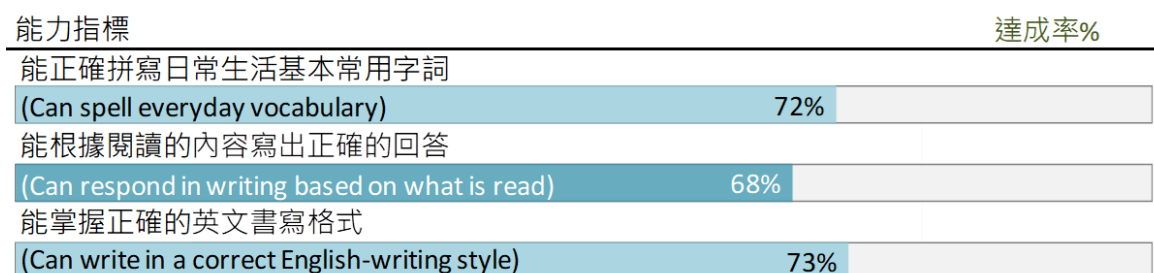 能力指標 達成率%
能正確拼寫日常生活基本常用字詞
(Can spell everyday vocabulary) 72%
能根據閱讀的內容寫出正確的回答
(Can respond in writing based on what is read) 68%
能掌握正確的英文書寫格式
(Can write in a correct English-writing style) 73%